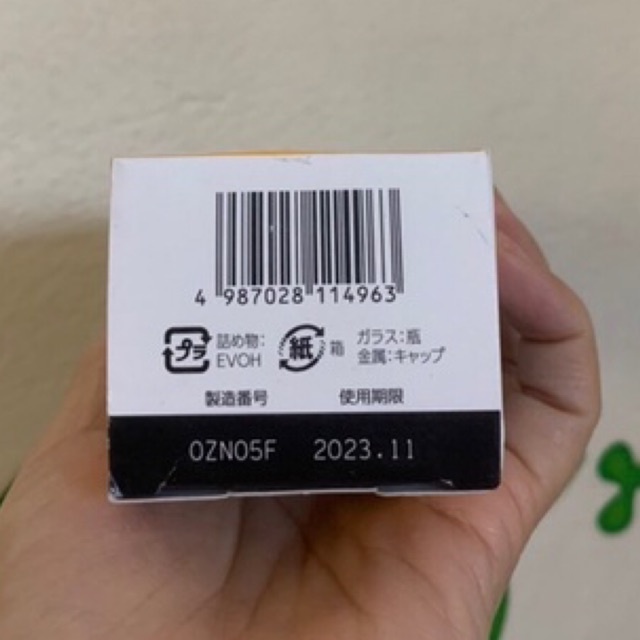 4 987028 114963
プラ 詰め物: EVOH 紙 箱 ガラス:瓶 金属:キャップ
製造番号 使用期限
0ZN05F 2023.11